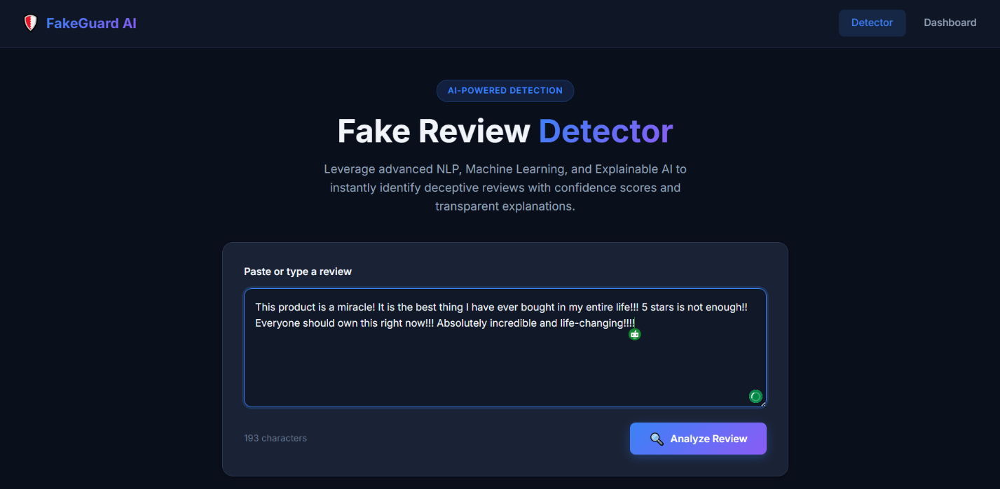 FakeGuard AI
Detector
Dashboard
AI-POWERED DETECTION
Fake Review Detector
Leverage advanced NLP, Machine Learning, and Explainable AI to
instantly identify deceptive reviews with confidence scores and
transparent explanations.
Paste or type a review
This product is a miracle! It is the best thing I have ever bought in my entire life!!! 5 stars is not enough!!
Everyone should own this right now!!! Absolutely incredible and life-changing!!!!
193 characters
Analyze Review